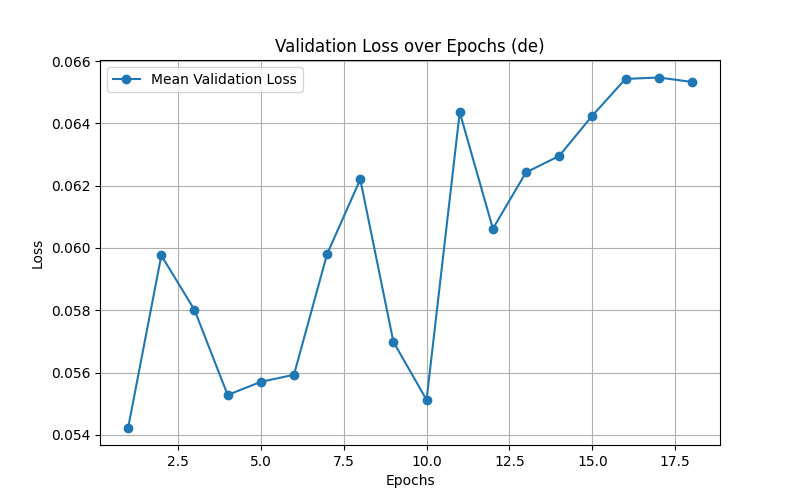 Validation Loss over Epochs (de)
Mean Validation Loss
0.066
0.064
0.062
0.060
0.058
0.056
0.054
Loss
2.5 5.0 7.5 10.0 12.5 15.0 17.5
Epochs